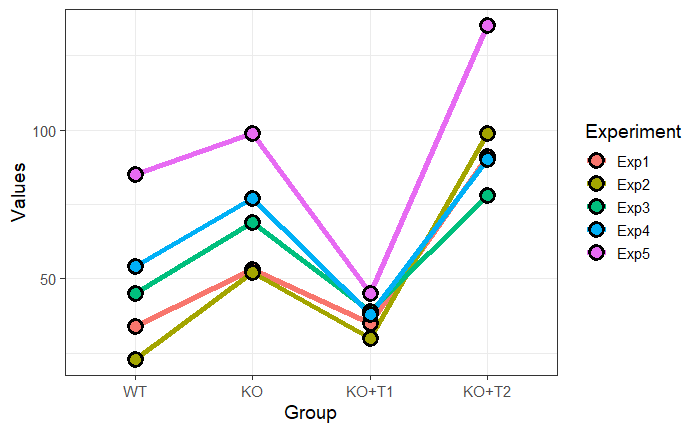 Values
100
50
WT KO KO+T1 KO+T2
Group
Experiment
Exp1
Exp2
Exp3
Exp4
Exp5